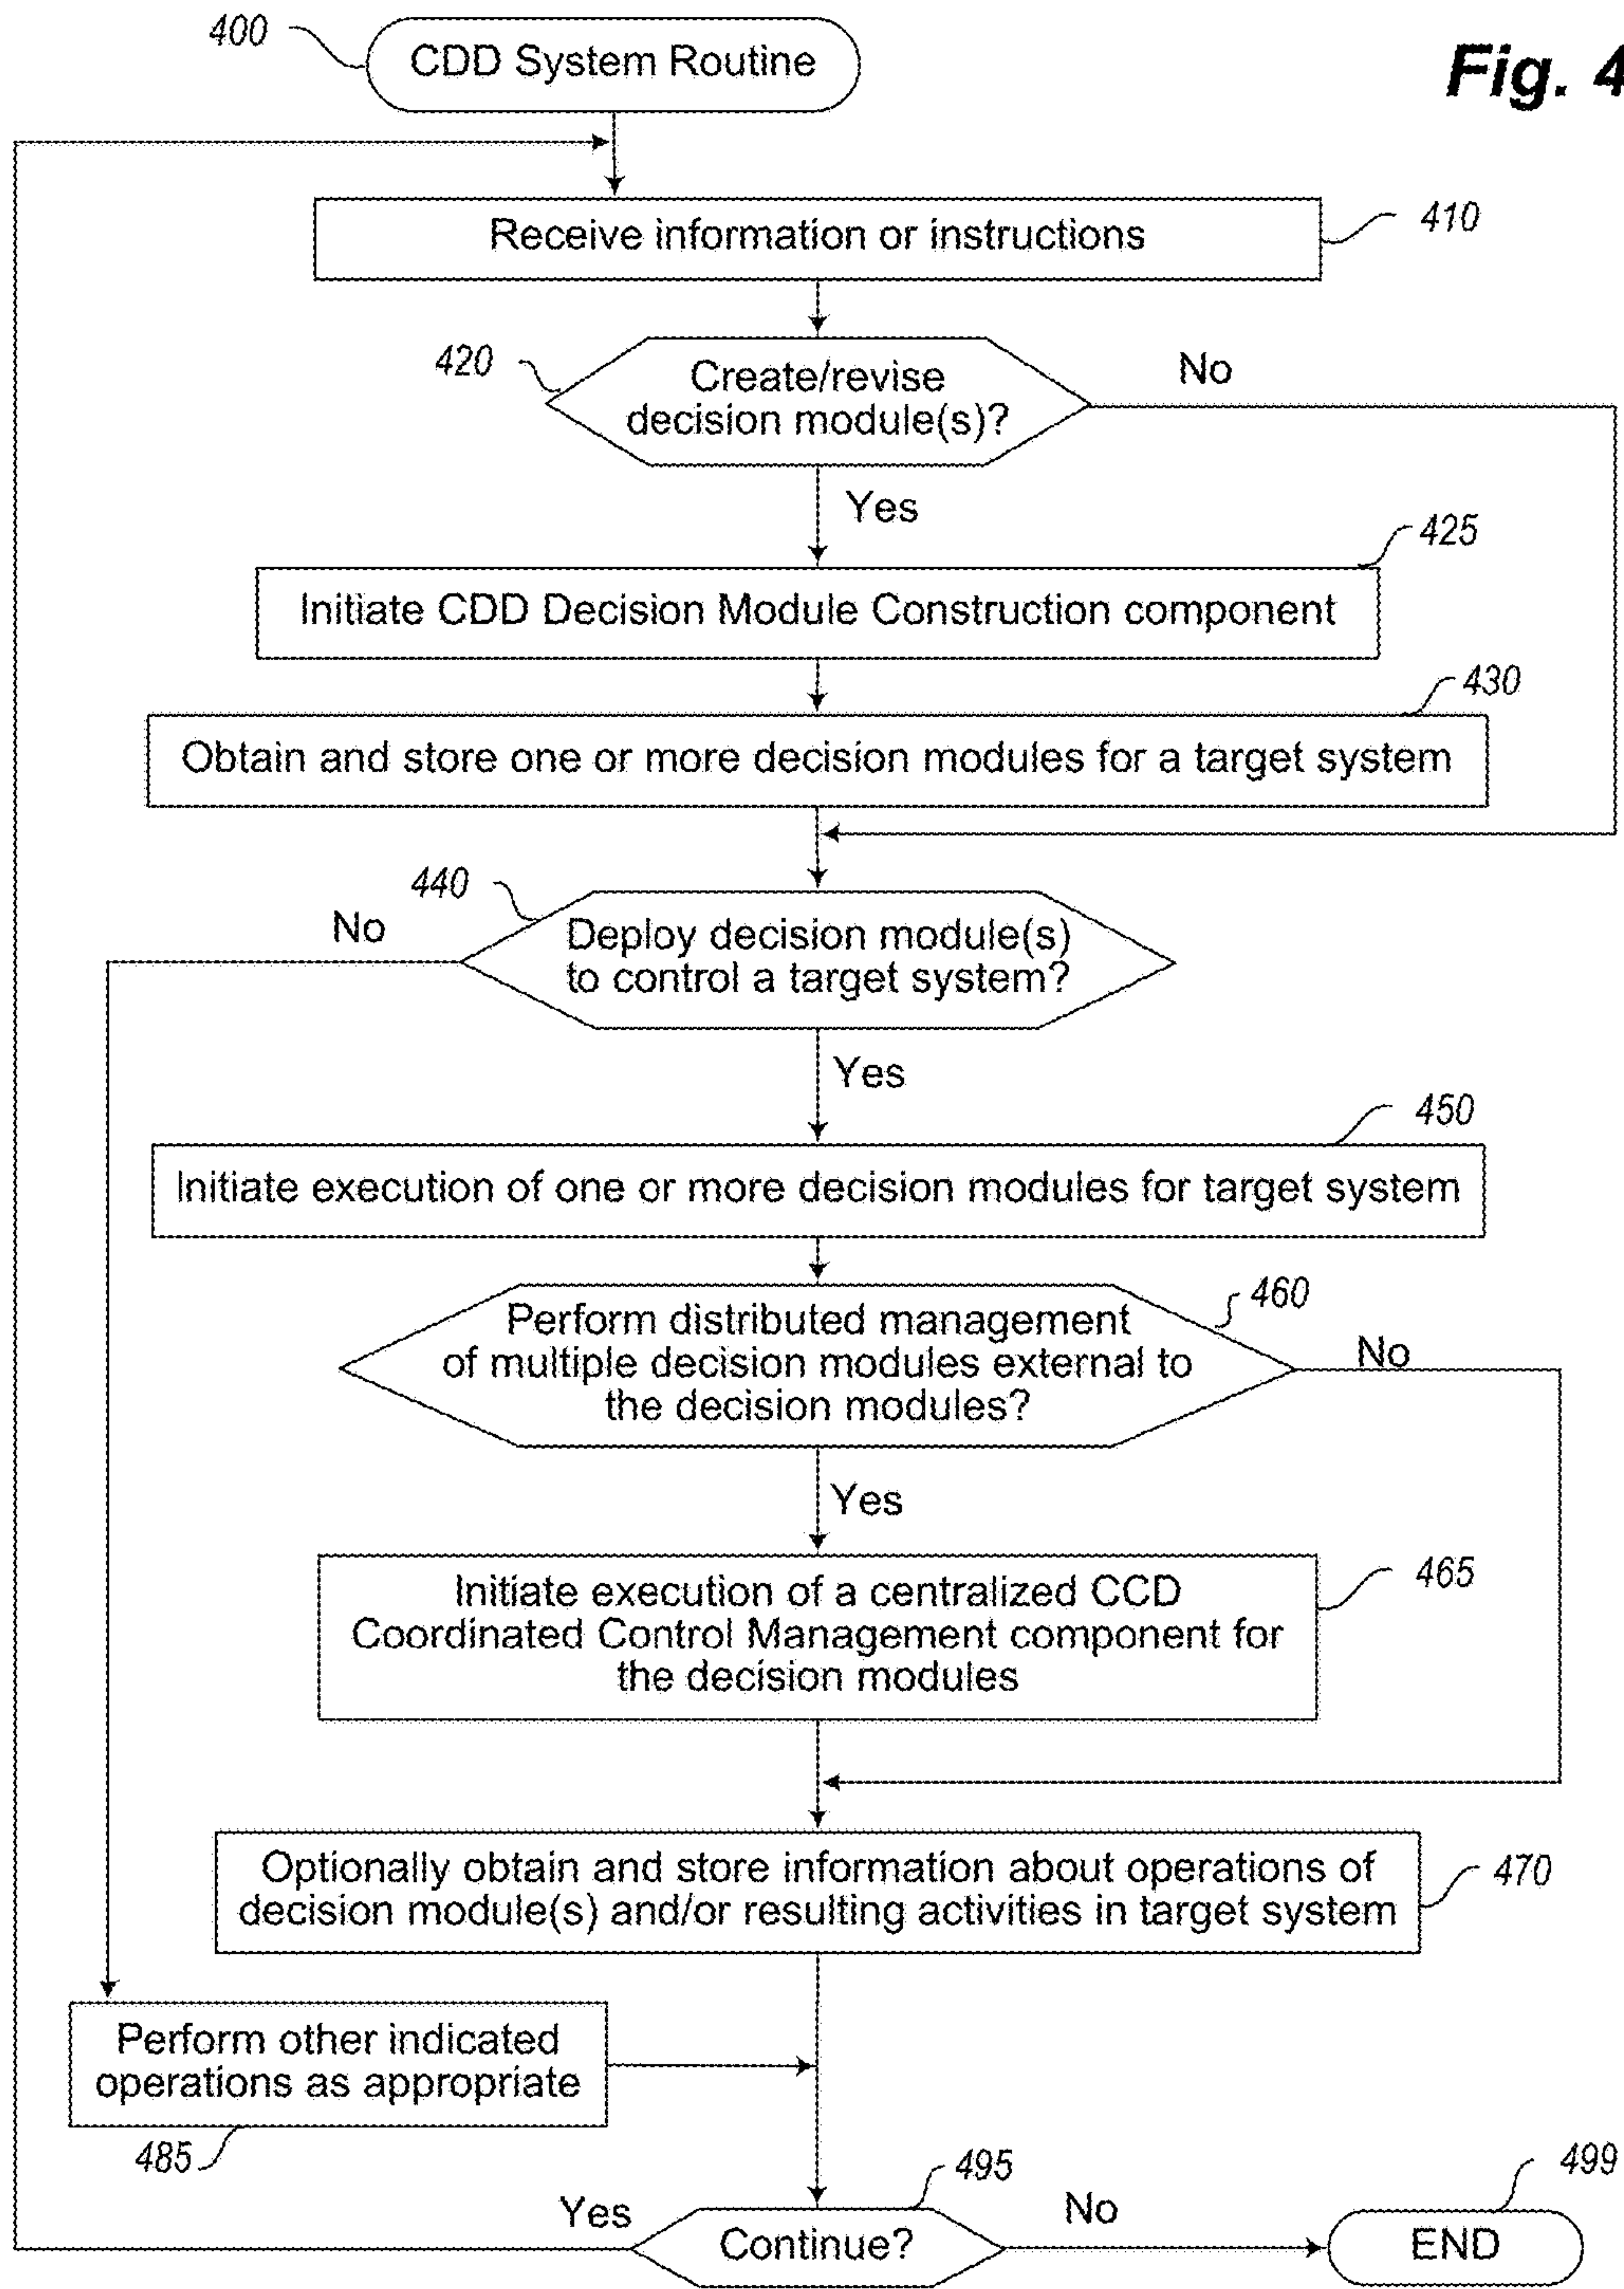 400
CDD System Routine
Fig. 4
Receive information or instructions
410
420
Create/revise
decision module(s)?
No
Yes
425
Initiate CDD Decision Module Construction component
430
Obtain and store one or more decision modules for a target system
440
No
Deploy decision module(s)
to control a target system?
Yes
450
Initiate execution of one or more decision modules for target system
460
Perform distributed management
of multiple decision modules external to
the decision modules?
No
Yes
465
Initiate execution of a centralized CCD
Coordinated Control Management component for
the decision modules
Optionally obtain and store information about operations of
decision module(s) and/or resulting activities in target system
470
Perform other indicated
operations as appropriate
485
495
499
Yes
Continue?
No
END